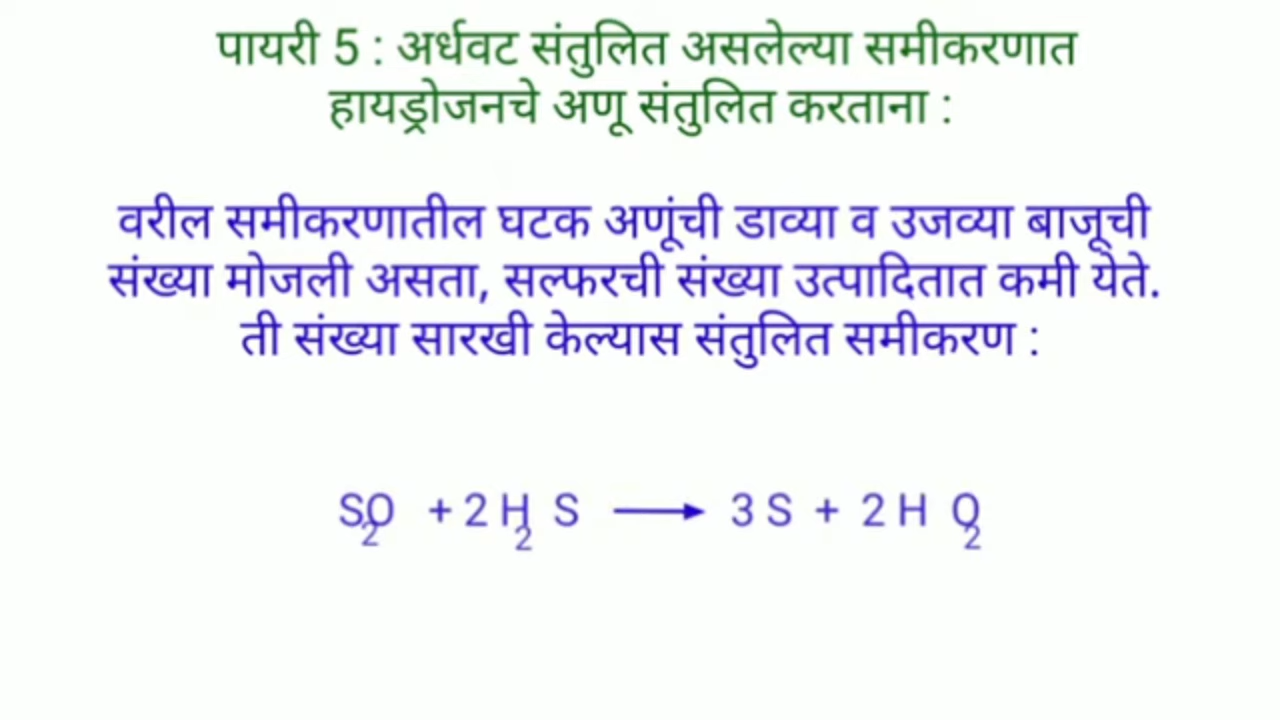 पायरी 5 : अर्धवट संतुलित असलेल्या समीकरणात
हायड्रोजनचे अणू संतुलित करताना :
वरील समीकरणातील घटक अणूंची डाव्या व उजव्या बाजूची
संख्या मोजली असता, सल्फरची संख्या उत्पादितात कमी येते.
ती संख्या सारखी केल्यास संतुलित समीकरण :
S₂O + 2 H₂ S ⟶ 3 S + 2 H O₂